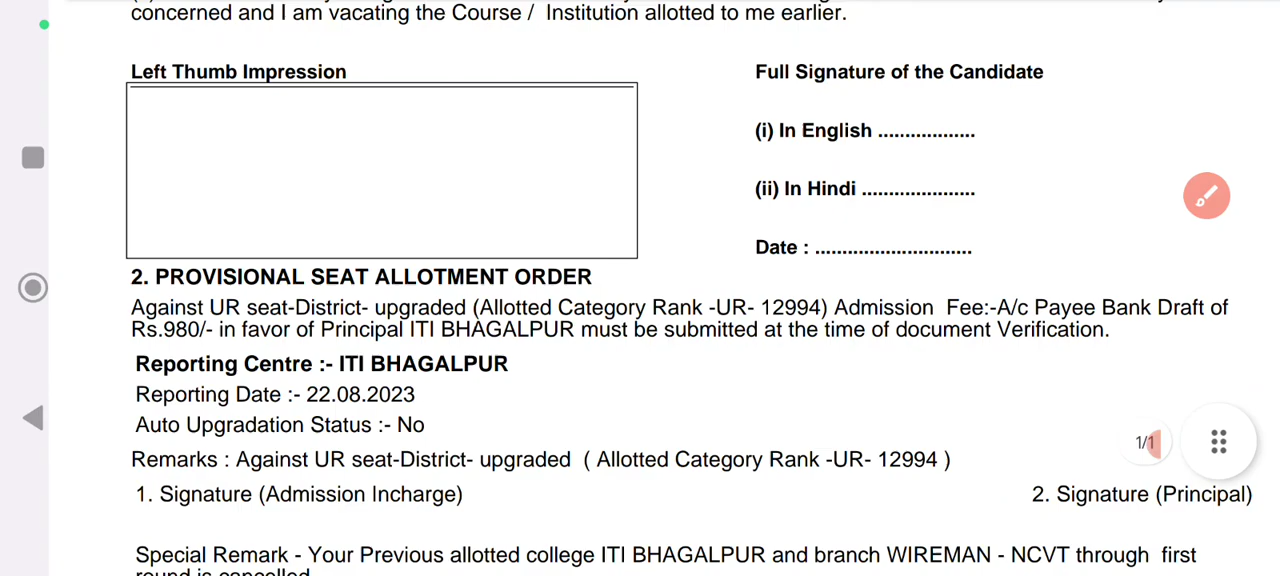 concerned and I am vacating the Course / Institution allotted to me earlier.
Left Thumb Impression
Full Signature of the Candidate
(i) In English ..................
(ii) In Hindi .....................
Date : .............................
2. PROVISIONAL SEAT ALLOTMENT ORDER
Against UR seat-District- upgraded (Allotted Category Rank -UR- 12994) Admission Fee:-A/c Payee Bank Draft of
Rs.980/- in favor of Principal ITI BHAGALPUR must be submitted at the time of document Verification.
Reporting Centre :- ITI BHAGALPUR
Reporting Date :- 22.08.2023
Auto Upgradation Status :- No
1/1
Remarks : Against UR seat-District- upgraded ( Allotted Category Rank -UR- 12994 )
1. Signature (Admission Incharge)
2. Signature (Principal)
Special Remark - Your Previous allotted college ITI BHAGALPUR and branch WIREMAN - NCVT through first
round is cancelled